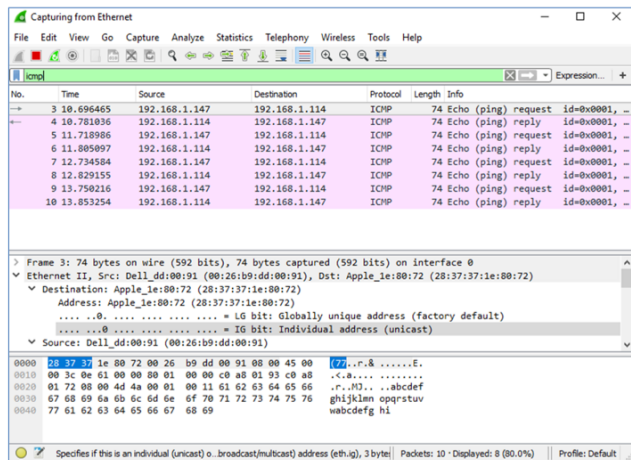 Capturing from Ethernet
File Edit View Go Capture Analyze Statistics Telephony Wireless Tools Help
icmp Expression... +
No. Time Source Destination Protocol Length Info
3 10.696465 192.168.1.147 192.168.1.114 ICMP 74 Echo (ping) request id=0x0001, …
4 10.781036 192.168.1.114 192.168.1.147 ICMP 74 Echo (ping) reply id=0x0001, …
5 11.718986 192.168.1.147 192.168.1.114 ICMP 74 Echo (ping) request id=0x0001, …
6 11.805097 192.168.1.114 192.168.1.147 ICMP 74 Echo (ping) reply id=0x0001, …
7 12.734584 192.168.1.147 192.168.1.114 ICMP 74 Echo (ping) request id=0x0001, …
8 12.829155 192.168.1.114 192.168.1.147 ICMP 74 Echo (ping) reply id=0x0001, …
9 13.750216 192.168.1.147 192.168.1.114 ICMP 74 Echo (ping) request id=0x0001, …
10 13.853254 192.168.1.114 192.168.1.147 ICMP 74 Echo (ping) reply id=0x0001, …
Frame 3: 74 bytes on wire (592 bits), 74 bytes captured (592 bits) on interface 0
Ethernet II, Src: Dell_dd:00:91 (00:26:b9:dd:00:91), Dst: Apple_1e:80:72 (28:37:37:1e:80:72)
Destination: Apple_1e:80:72 (28:37:37:1e:80:72)
Address: Apple_1e:80:72 (28:37:37:1e:80:72)
.... ..0. .... .... .... .... = LG bit: Globally unique address (factory default)
.... ...0 .... .... .... .... = IG bit: Individual address (unicast)
Source: Dell_dd:00:91 (00:26:b9:dd:00:91)
0000 28 37 37 1e 80 72 00 26 b9 dd 00 91 08 00 45 00 (77..r.& ......E.
0010 00 3c 0e 61 00 00 80 01 00 00 c0 a8 01 93 c0 a8 .<.a.... ........
0020 01 72 08 00 4d 4a 00 01 00 11 61 62 63 64 65 66 .r..MJ.. ..abcdef
0030 67 68 69 6a 6b 6c 6d 6e 6f 70 71 72 73 74 75 76 ghijklmn opqrstuv
0040 77 61 62 63 64 65 66 67 68 69 wabcdefg hi
Specifies if this is an individual (unicast) o...broadcast/multicast) address (eth.ig), 3 bytes Packets: 10 · Displayed: 8 (80.0%) Profile: Default